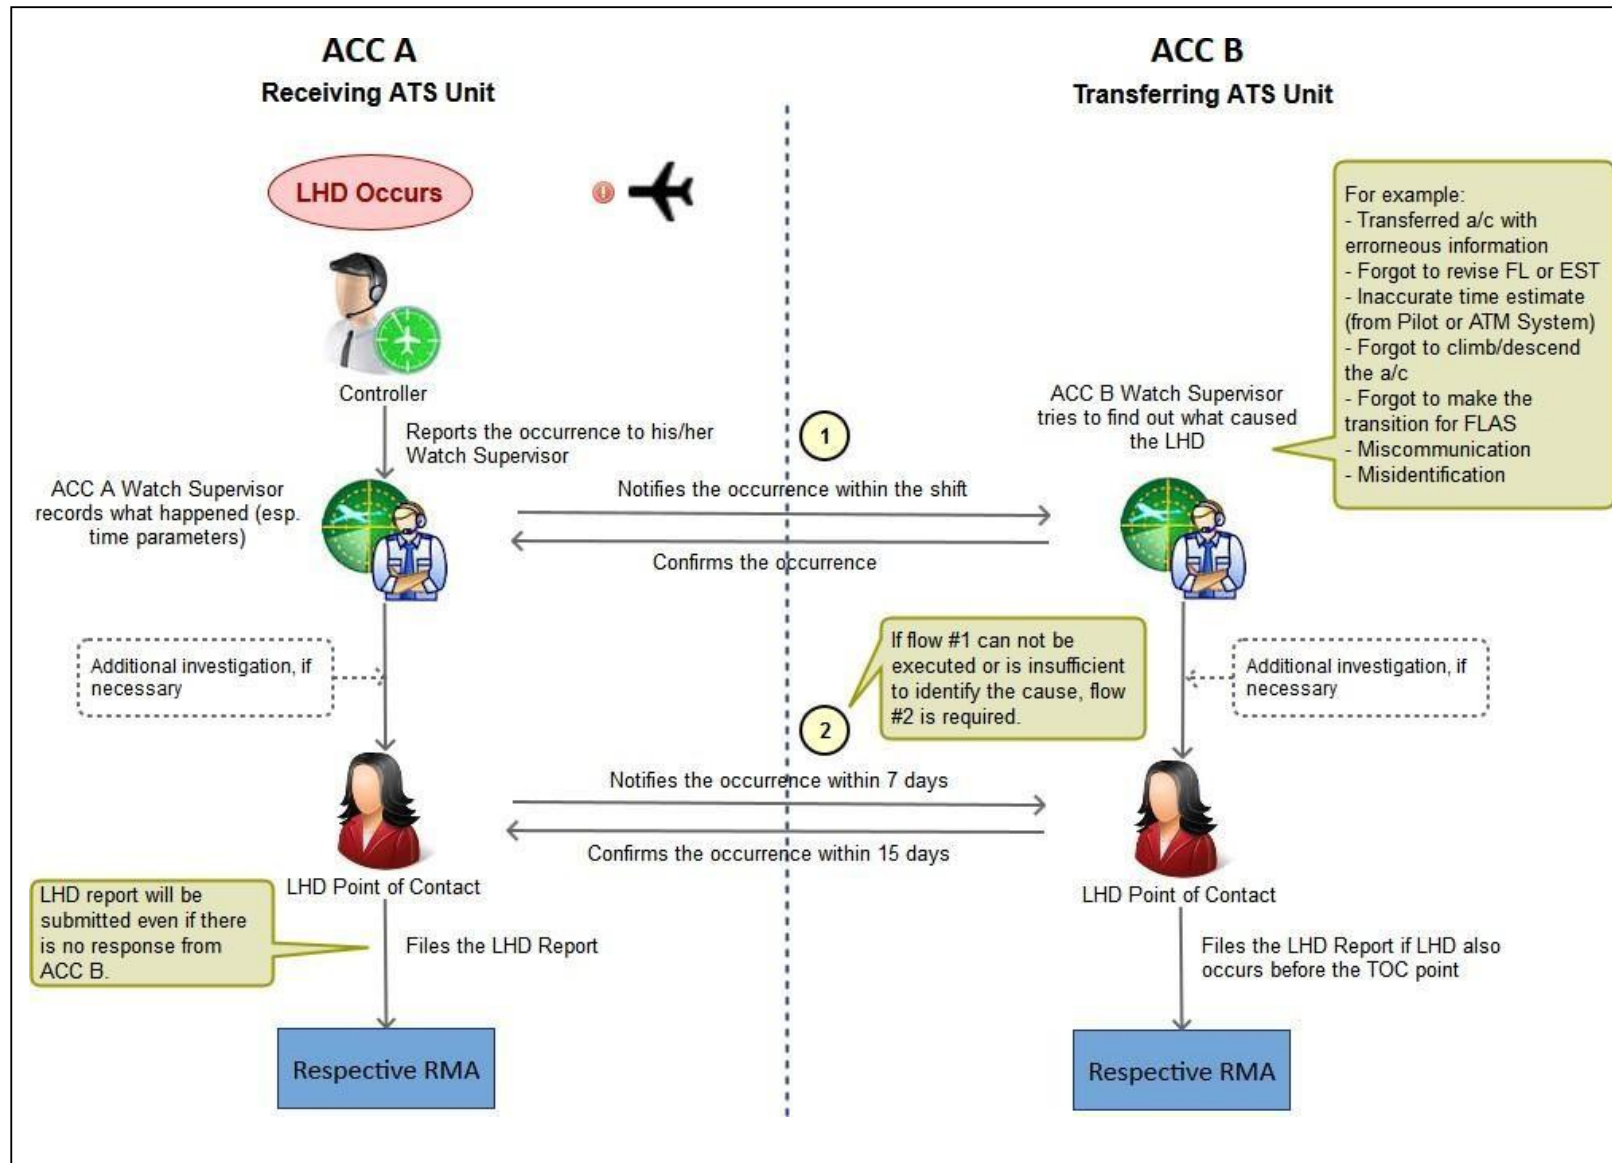 ACC A
Receiving ATS Unit
ACC B
Transferring ATS Unit
LHD Occurs
For example:
- Transferred a/c with
errorneous information
- Forgot to revise FL or EST
- Inaccurate time estimate
(from Pilot or ATM System)
- Forgot to climb/descend
the a/c
- Forgot to make the
transition for FLAS
- Miscommunication
- Misidentification
Controller
Reports the occurrence to his/her
Watch Supervisor
1
ACC B Watch Supervisor
tries to find out what caused
the LHD
ACC A Watch Supervisor
records what happened (esp.
time parameters)
Notifies the occurrence within the shift
Confirms the occurrence
Additional investigation, if
necessary
If flow #1 can not be
executed or is insufficient
to identify the cause, flow
#2 is required.
Additional investigation, if
necessary
2
Notifies the occurrence within 7 days
Confirms the occurrence within 15 days
LHD Point of Contact
LHD Point of Contact
LHD report will be
submitted even if there
is no response from
ACC B.
Files the LHD Report
Files the LHD Report if LHD also
occurs before the TOC point
Respective RMA
Respective RMA